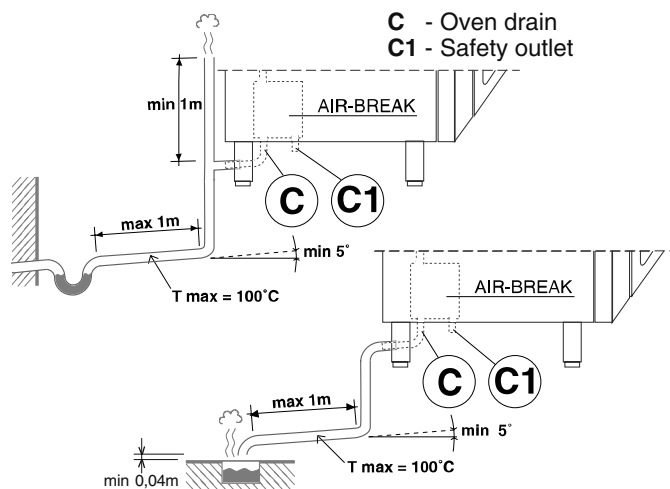 C - Oven drain
C1 - Safety outlet
min 1m
AIR-BREAK
C
C1
max 1m
min 5°
T max = 100°C
AIR-BREAK
C
C1
max 1m
min 5°
T max = 100°C
min 0,04m